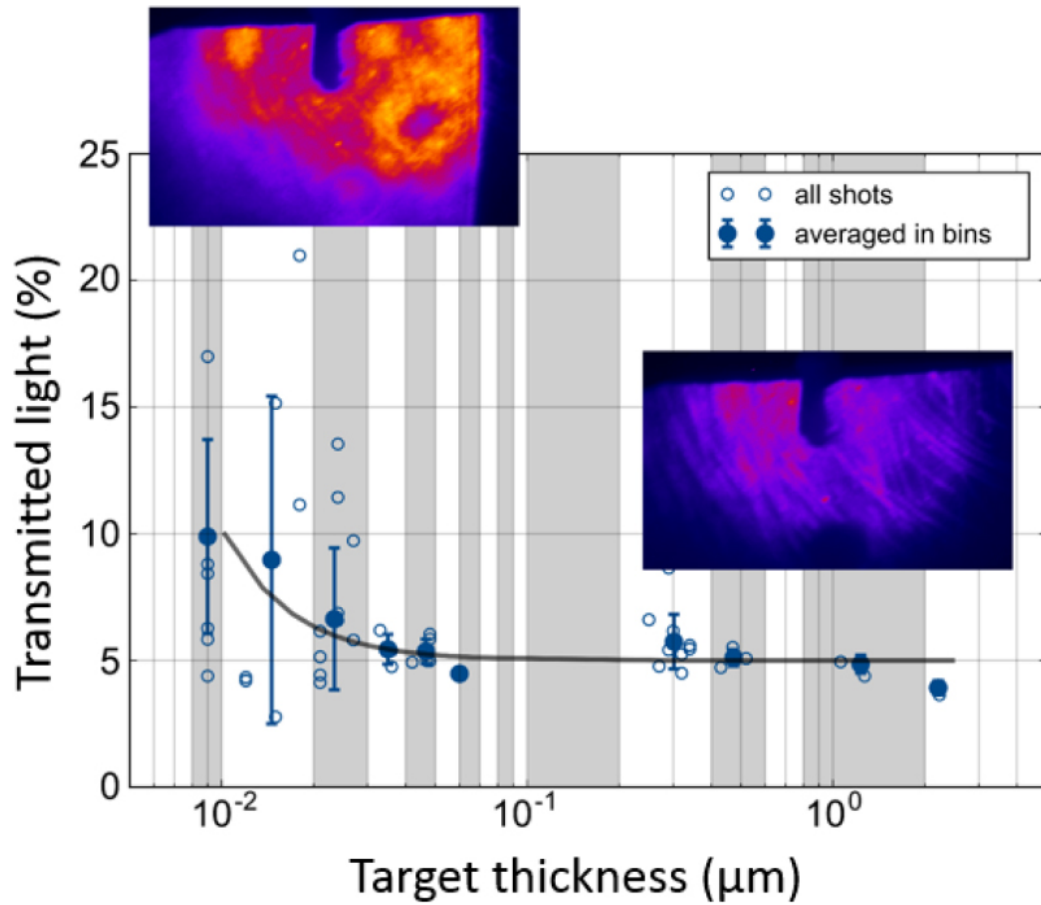 25
20
15
10
5
0
Transmitted light (%)
all shots
averaged in bins
10⁻²
10⁻¹
10⁰
Target thickness (μm)